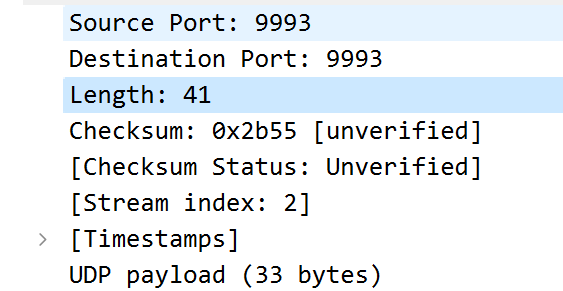 Source Port: 9993
Destination Port: 9993
Length: 41
Checksum: 0x2b55 [unverified]
[Checksum Status: Unverified]
[Stream index: 2]
[Timestamps]
UDP payload (33 bytes)